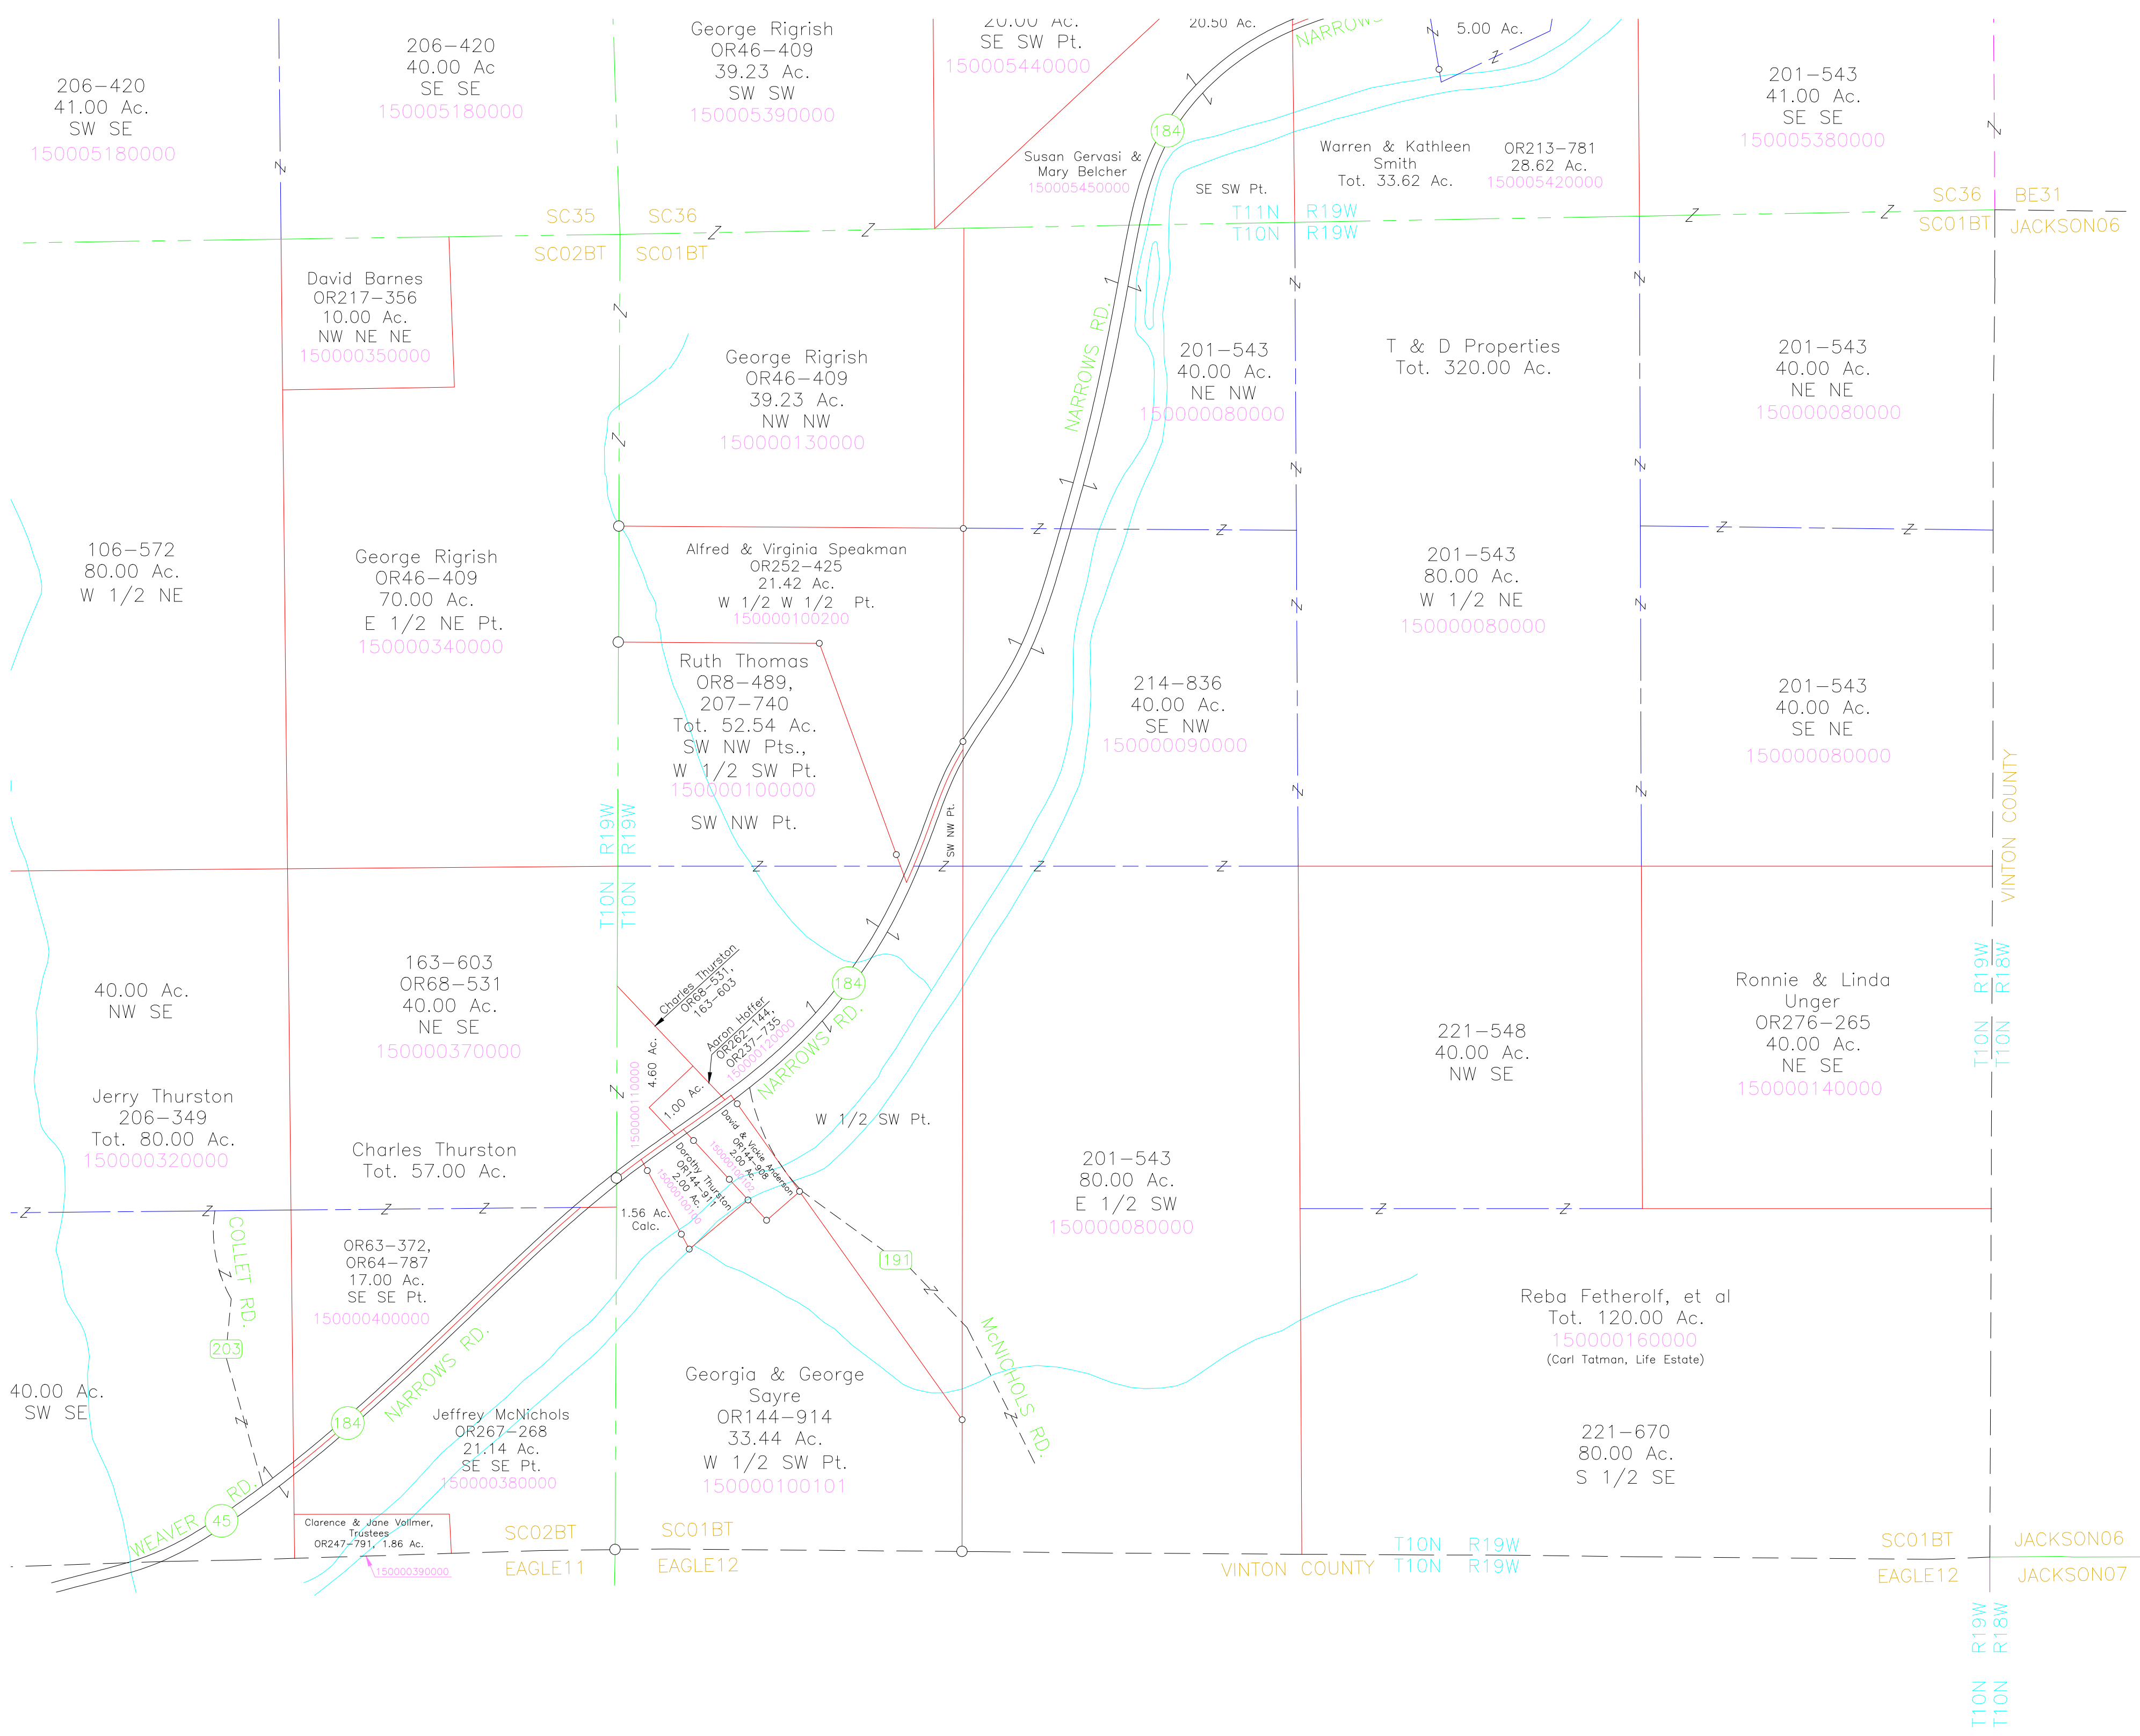 206-420
41.00 Ac.
SW SE
150005180000
206-420
40.00 Ac
SE SE
150005180000
George Rigrish
OR46-409
39.23 Ac.
SW SW
150005390000
20.00 Ac.
SE SW Pt.
150005440000
20.50 Ac.
NARROWS
5.00 Ac.
201-543
41.00 Ac.
SE SE
150005380000
184
Susan Gervasi &
Mary Belcher
150005450000
SE SW Pt.
Warren & Kathleen
Smith
Tot. 33.62 Ac.
OR213-781
28.62 Ac.
150005420000
SC35
SC36
SC02BT
SC01BT
T11N R19W
T10N R19W
SC36
BE31
SC01BT
JACKSON06
David Barnes
OR217-356
10.00 Ac.
NW NE NE
150000350000
George Rigrish
OR46-409
39.23 Ac.
NW NW
150000130000
NARROWS RD.
201-543
40.00 Ac.
NE NW
150000080000
T & D Properties
Tot. 320.00 Ac.
201-543
40.00 Ac.
NE NE
150000080000
106-572
80.00 Ac.
W 1/2 NE
George Rigrish
OR46-409
70.00 Ac.
E 1/2 NE Pt.
150000340000
Alfred & Virginia Speakman
OR252-425
21.42 Ac.
W 1/2 W 1/2 Pt.
150000100200
201-543
80.00 Ac.
W 1/2 NE
150000080000
Ruth Thomas
OR8-489,
207-740
Tot. 52.54 Ac.
SW NW Pts.,
W 1/2 SW Pt.
150000100000
SW NW Pt.
SW NW Pt.
214-836
40.00 Ac.
SE NW
150000090000
201-543
40.00 Ac.
SE NE
150000080000
VINTON COUNTY
T10N R19W
T10N R19W
40.00 Ac.
NW SE
163-603
OR68-531
40.00 Ac.
NE SE
150000370000
Charles Thurston
OR68-531,
163-603
Aaron Hoffer
OR262-144,
OR237-735
150000120000
184
NARROWS RD.
150000110000
4.60 Ac.
1.00 Ac.
221-548
40.00 Ac.
NW SE
Ronnie & Linda
Unger
OR276-265
40.00 Ac.
NE SE
150000140000
T10N R19W
T10N R18W
Jerry Thurston
206-349
Tot. 80.00 Ac.
150000320000
Charles Thurston
Tot. 57.00 Ac.
David & Vickie Anderson
OR144-908
2.00 Ac.
150000100102
Dorothy Thurston
OR144-911
2.00 Ac.
150000100100
1.56 Ac.
Calc.
W 1/2 SW Pt.
201-543
80.00 Ac.
E 1/2 SW
150000080000
COLLET RD.
203
OR63-372,
OR64-787
17.00 Ac.
SE SE Pt.
150000400000
191
McNICHOLS RD.
Reba Fetherolf, et al
Tot. 120.00 Ac.
150000160000
(Carl Tatman, Life Estate)
40.00 Ac.
SW SE
184
NARROWS RD.
Jeffrey McNichols
OR267-268
21.14 Ac.
SE SE Pt.
150000380000
Georgia & George
Sayre
OR144-914
33.44 Ac.
W 1/2 SW Pt.
150000100101
221-670
80.00 Ac.
S 1/2 SE
WEAVER RD.
45
Clarence & Jane Vollmer,
Trustees
OR247-791, 1.86 Ac.
150000390000
SC02BT
SC01BT
EAGLE11
EAGLE12
VINTON COUNTY
T10N R19W
T10N R19W
SC01BT
JACKSON06
EAGLE12
JACKSON07
T10N R19W
T10N R18W